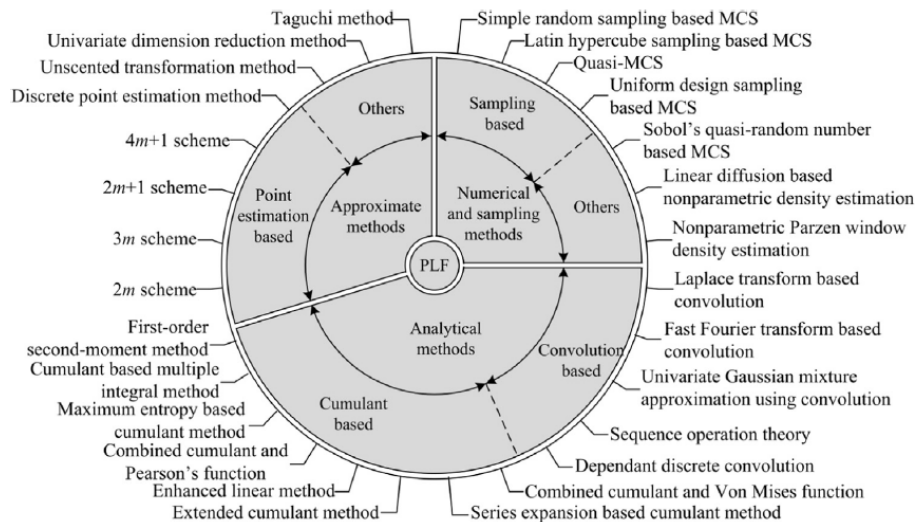 Taguchi method
Univariate dimension reduction method
Unscented transformation method
Discrete point estimation method
4m+1 scheme
2m+1 scheme
3m scheme
2m scheme
First-order
second-moment method
Cumulant based multiple
integral method
Maximum entropy based
cumulant method
Combined cumulant and
Pearson's function
Enhanced linear method
Extended cumulant method
Simple random sampling based MCS
Latin hypercube sampling based MCS
Quasi-MCS
Uniform design sampling
based MCS
Sobol's quasi-random number
based MCS
Linear diffusion based
nonparametric density estimation
Nonparametric Parzen window
density estimation
Laplace transform based
convolution
Fast Fourier transform based
convolution
Univariate Gaussian mixture
approximation using convolution
Sequence operation theory
Dependant discrete convolution
Combined cumulant and Von Mises function
Series expansion based cumulant method
Others
Sampling
based
Point
estimation
based
Approximate
methods
Numerical
and sampling
methods
Others
PLF
Analytical
methods
Convolution
based
Cumulant
based